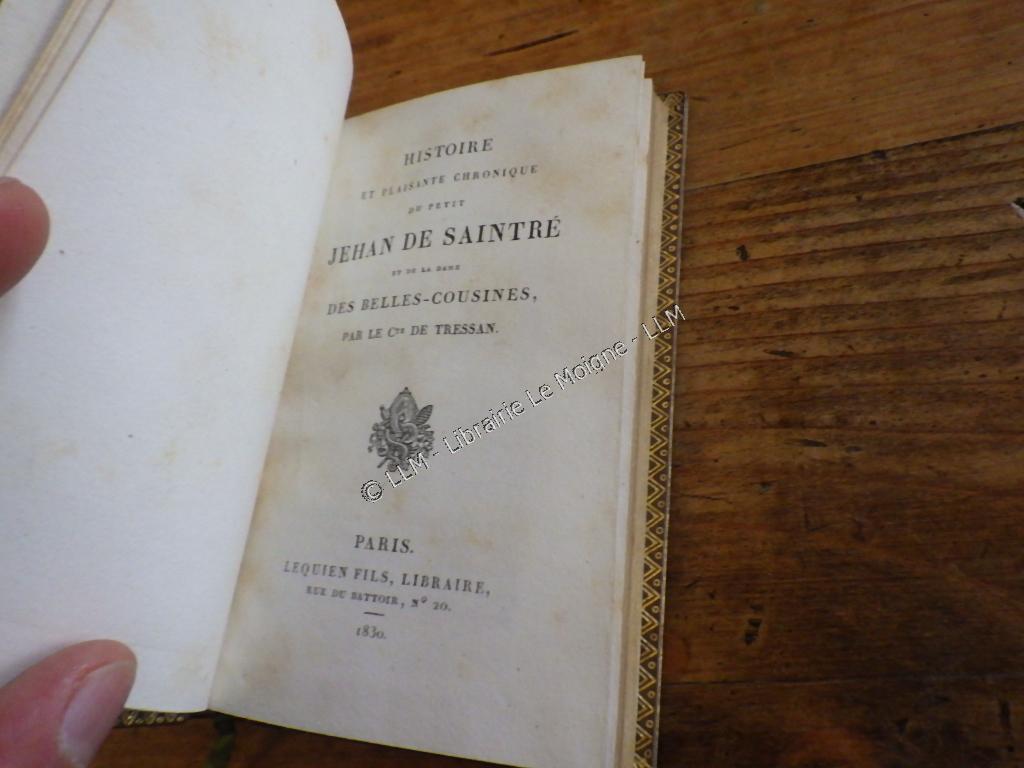 HISTOIRE
ET PLAISANTE CHRONIQUE
DU PETIT
JEHAN DE SAINTRÉ
ET DE LA DAME
DES BELLES-COUSINES,
PAR LE CTE DE TRESSAN.
© LLM - Librairie Le Moigne - LLM
PARIS.
LEQUIEN FILS, LIBRAIRE,
RUE DU BATTOIR, Nº 20.
1830.